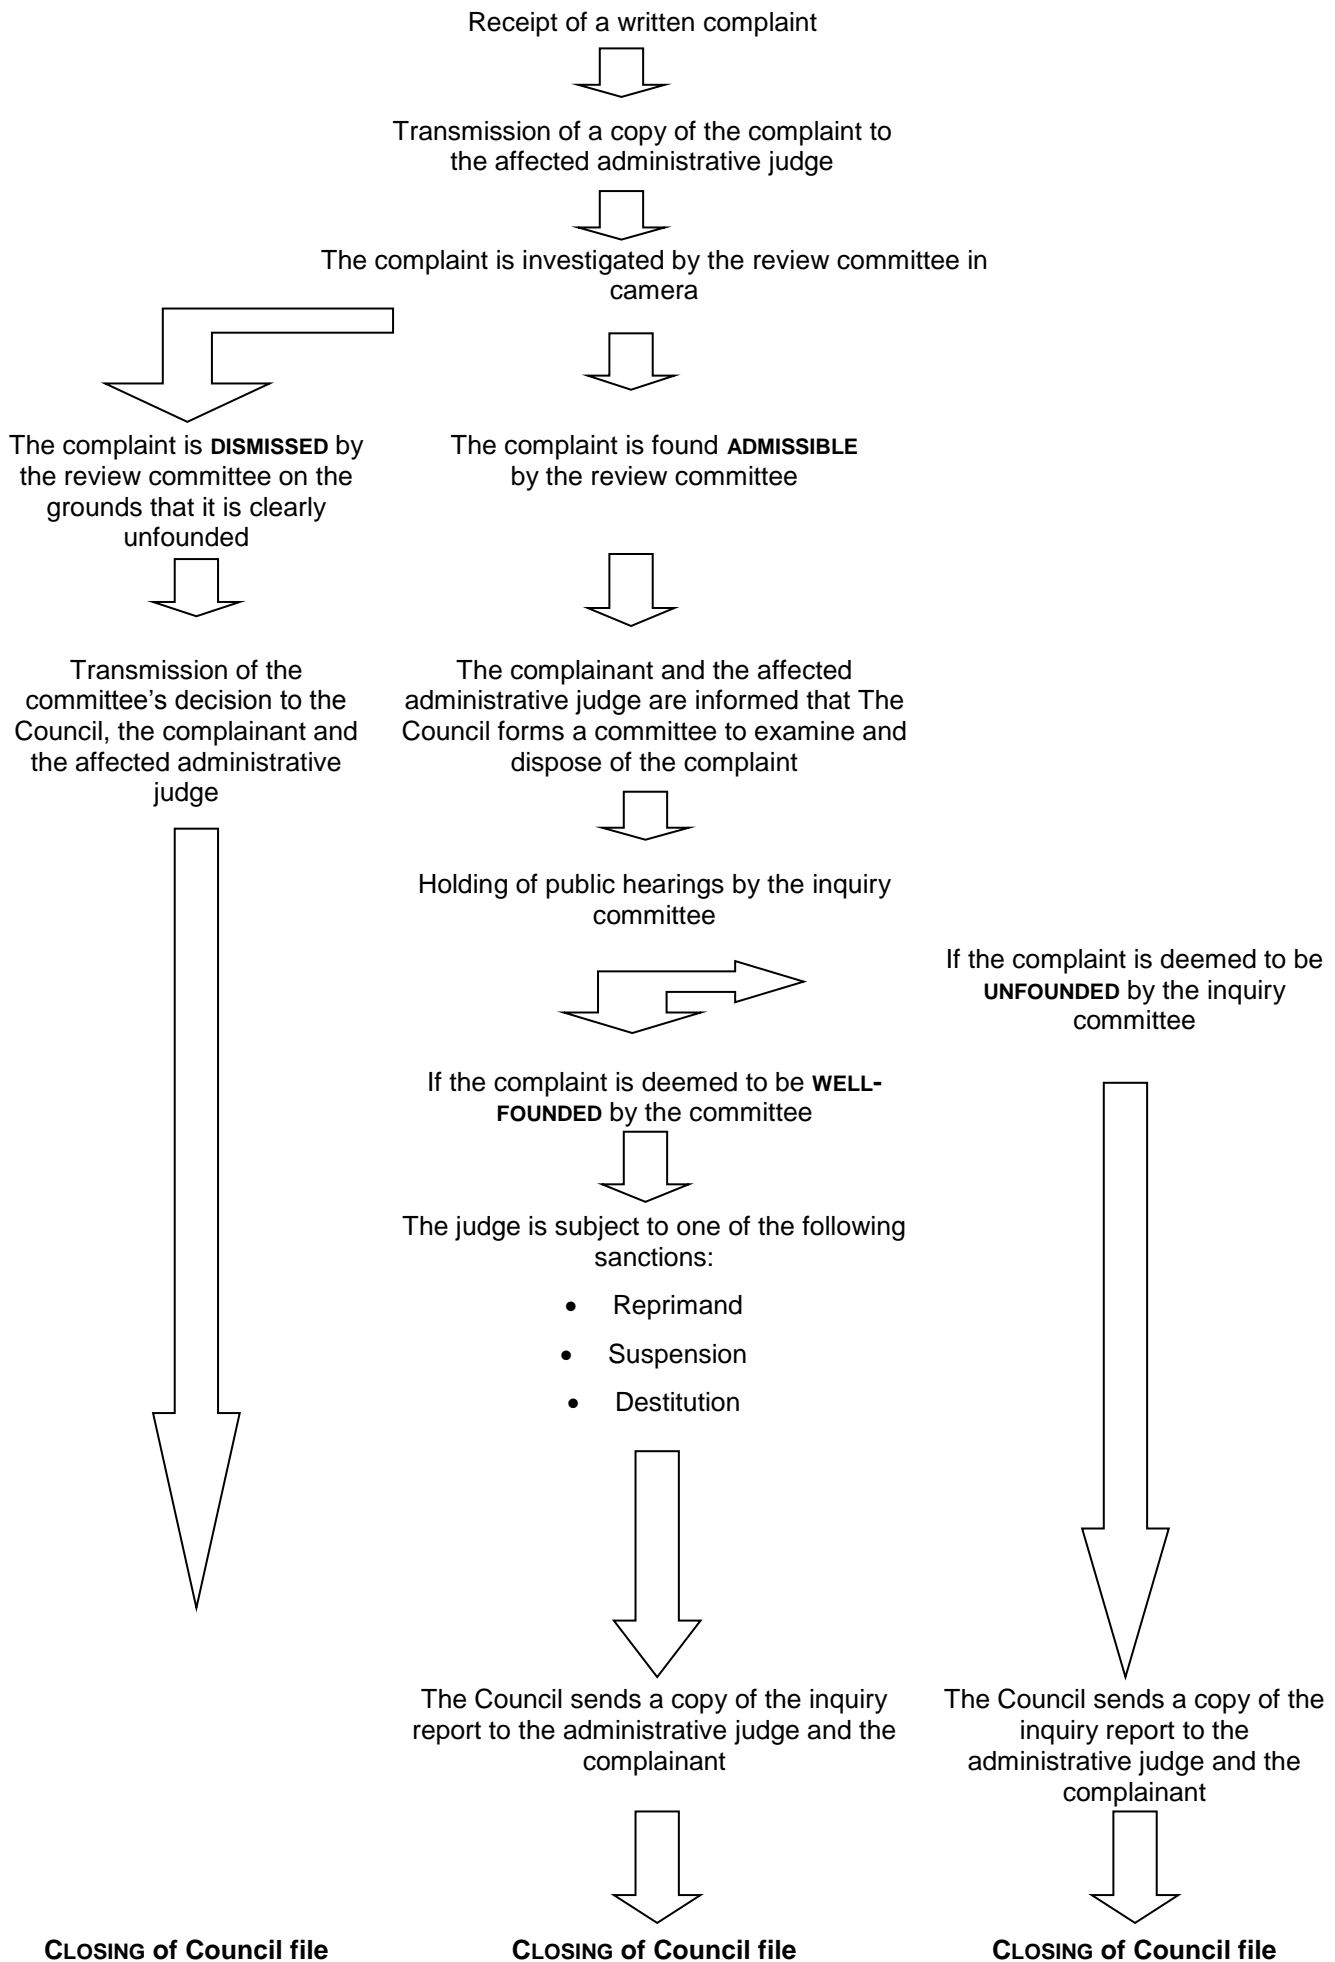 Receipt of a written complaint
Transmission of a copy of the complaint to
the affected administrative judge
The complaint is investigated by the review committee in
camera
The complaint is DISMISSED by
the review committee on the
grounds that it is clearly
unfounded
The complaint is found ADMISSIBLE
by the review committee
Transmission of the
committee’s decision to the
Council, the complainant and
the affected administrative
judge
The complainant and the affected
administrative judge are informed that The
Council forms a committee to examine and
dispose of the complaint
Holding of public hearings by the inquiry
committee
If the complaint is deemed to be
UNFOUNDED by the inquiry
committee
If the complaint is deemed to be WELL-
FOUNDED by the committee
The judge is subject to one of the following
sanctions:
• Reprimand
• Suspension
• Destitution
The Council sends a copy of the inquiry
report to the administrative judge and the
complainant
The Council sends a copy of the
inquiry report to the
administrative judge and the
complainant
CLOSING of Council file
CLOSING of Council file
CLOSING of Council file